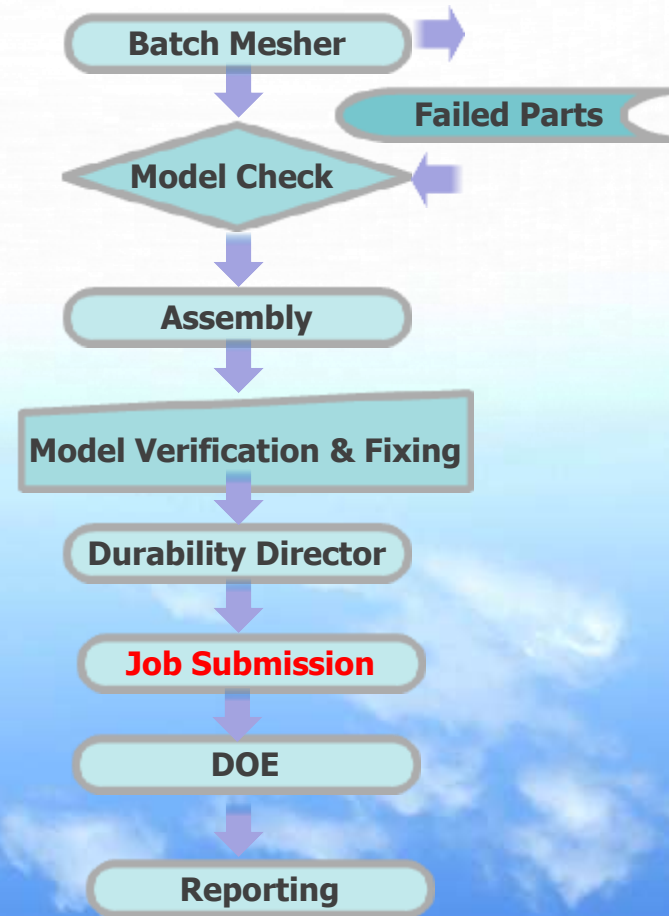 Batch Mesher
Failed Parts
Model Check
Assembly
Model Verification & Fixing
Durability Director
Job Submission
DOE
Reporting